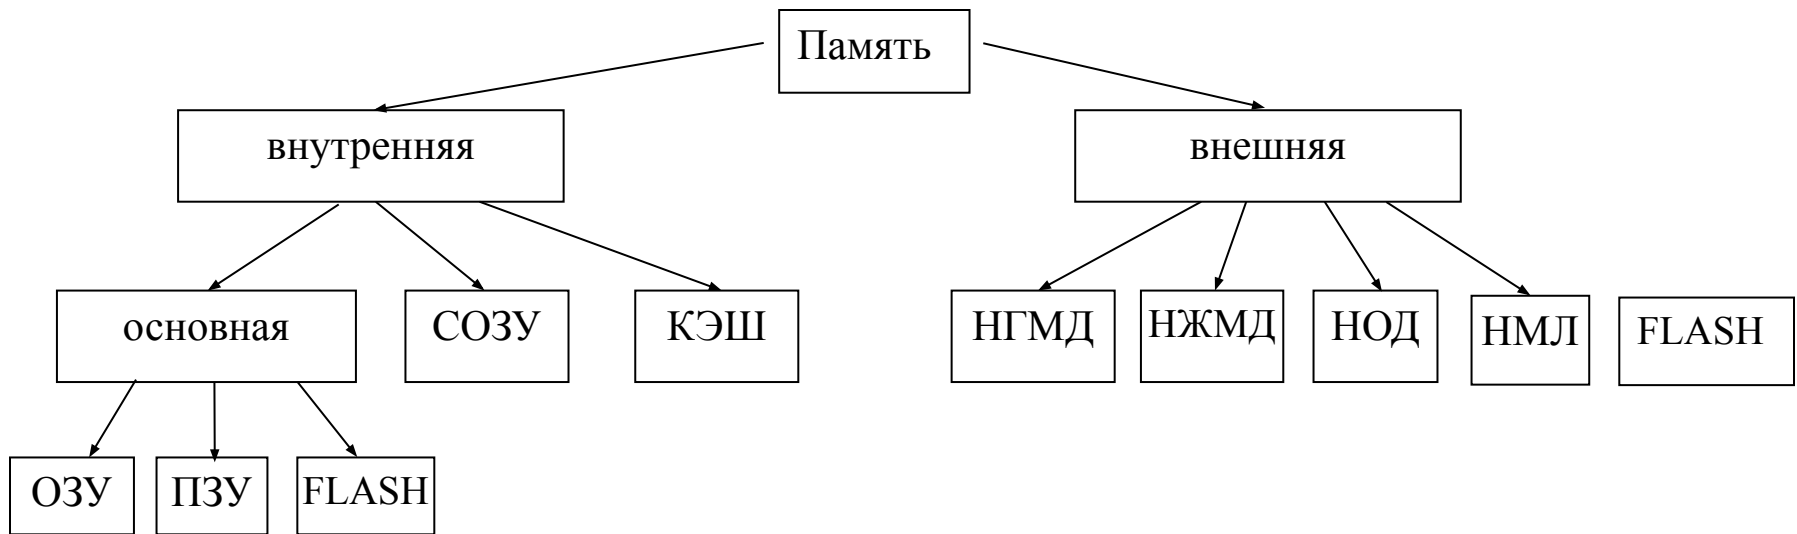 Память
внутренняя
внешняя
основная
СОЗУ
КЭШ
НГМД
НЖМД
НОД
НМЛ
FLASH
ОЗУ
ПЗУ
FLASH